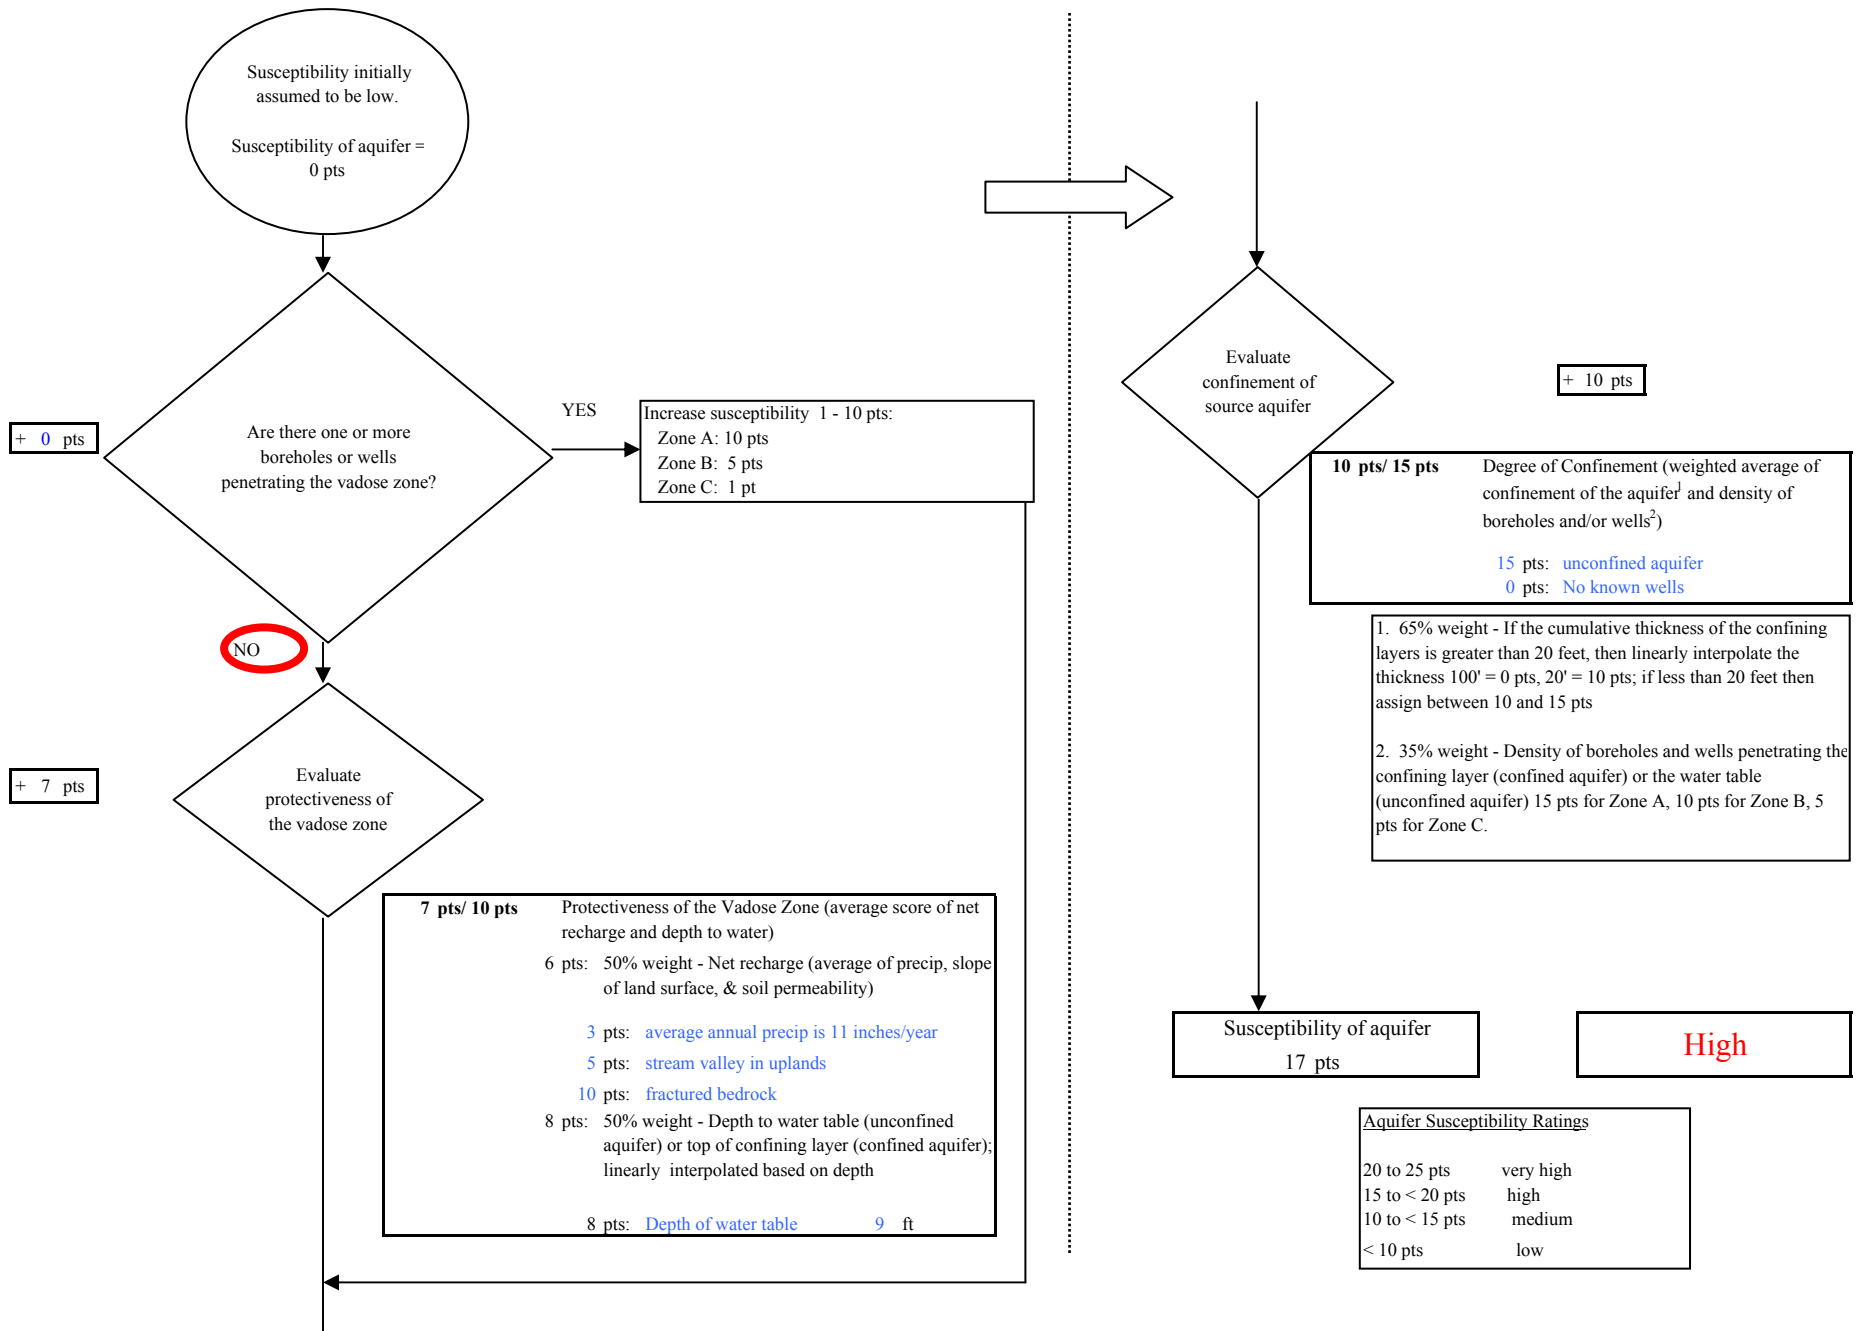 Susceptibility initially
assumed to be low.
Susceptibility of aquifer =
0 pts
+ 0 pts
Are there one or more
boreholes or wells
penetrating the vadose zone?
YES
Increase susceptibility 1 - 10 pts:
Zone A: 10 pts
Zone B: 5 pts
Zone C: 1 pt
NO
+ 7 pts
Evaluate
protectiveness of
the vadose zone
7 pts/ 10 pts Protectiveness of the Vadose Zone (average score of net
recharge and depth to water)
6 pts: 50% weight - Net recharge (average of precip, slope
of land surface, & soil permeability)
3 pts: average annual precip is 11 inches/year
5 pts: stream valley in uplands
10 pts: fractured bedrock
8 pts: 50% weight - Depth to water table (unconfined
aquifer) or top of confining layer (confined aquifer);
linearly interpolated based on depth
8 pts: Depth of water table 9 ft
Evaluate
confinement of
source aquifer
+ 10 pts
10 pts/ 15 pts Degree of Confinement (weighted average of
confinement of the aquifer1 and density of
boreholes and/or wells2)
15 pts: unconfined aquifer
0 pts: No known wells
1. 65% weight - If the cumulative thickness of the confining
layers is greater than 20 feet, then linearly interpolate the
thickness 100' = 0 pts, 20' = 10 pts; if less than 20 feet then
assign between 10 and 15 pts
2. 35% weight - Density of boreholes and wells penetrating the
confining layer (confined aquifer) or the water table
(unconfined aquifer) 15 pts for Zone A, 10 pts for Zone B, 5
pts for Zone C.
Susceptibility of aquifer
17 pts
High
Aquifer Susceptibility Ratings
20 to 25 pts very high
15 to < 20 pts high
10 to < 15 pts medium
< 10 pts low